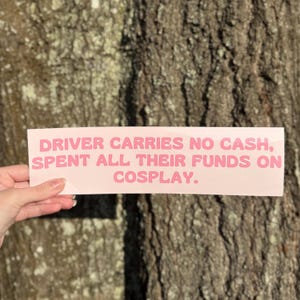 DRIVER CARRIES NO CASH,
SPENT ALL THEIR FUNDS ON
COSPLAY.